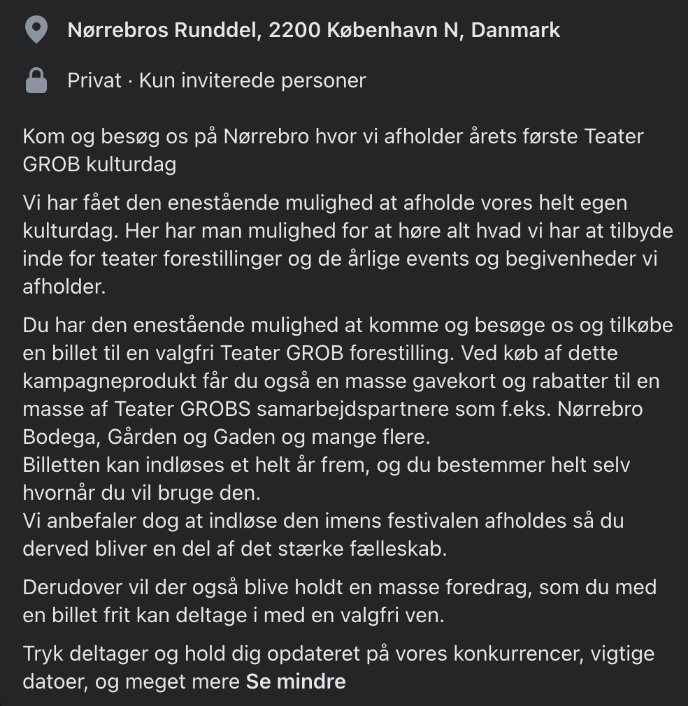 Nørrebros Runddel, 2200 København N, Danmark
Privat · Kun inviterede personer
Kom og besøg os på Nørrebro hvor vi afholder årets første Teater
GROB kulturdag
Vi har fået den enestående mulighed at afholde vores helt egen
kulturdag. Her har man mulighed for at høre alt hvad vi har at tilbyde
inde for teater forestillinger og de årlige events og begivenheder vi
afholder.
Du har den enestående mulighed at komme og besøge os og tilkøbe
en billet til en valgfri Teater GROB forestilling. Ved køb af dette
kampagneprodukt får du også en masse gavekort og rabatter til en
masse af Teater GROBS samarbejdspartnere som f.eks. Nørrebro
Bodega, Gården og Gaden og mange flere.
Billetten kan indløses et helt år frem, og du bestemmer helt selv
hvornår du vil bruge den.
Vi anbefaler dog at indløse den imens festivalen afholdes så du
derved bliver en del af det stærke fælleskab.
Derudover vil der også blive holdt en masse foredrag, som du med
en billet frit kan deltage i med en valgfri ven.
Tryk deltager og hold dig opdateret på vores konkurrencer, vigtige
datoer, og meget mere Se mindre